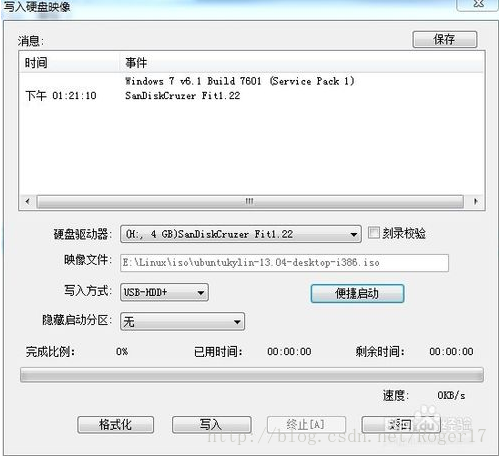 写入硬盘映像
消息:
保存
时间 事件
Windows 7 v6.1 Build 7601 (Service Pack 1)
下午 01:21:10 SanDiskCruzer Fit1.22
硬盘驱动器: (H:, 4 GB)SanDiskCruzer Fit1.22 刻录校验
映像文件: E:\Linux\iso\ubuntukylin-13.04-desktop-i386.iso
写入方式: USB-HDD+ 便捷启动
隐藏启动分区: 无
完成比例: 0% 已用时间: 00:00:00 剩余时间: 00:00:00
速度: 0KB/s
格式化 写入 终止[A] 返回
http://blog.csdn.net/Roger17